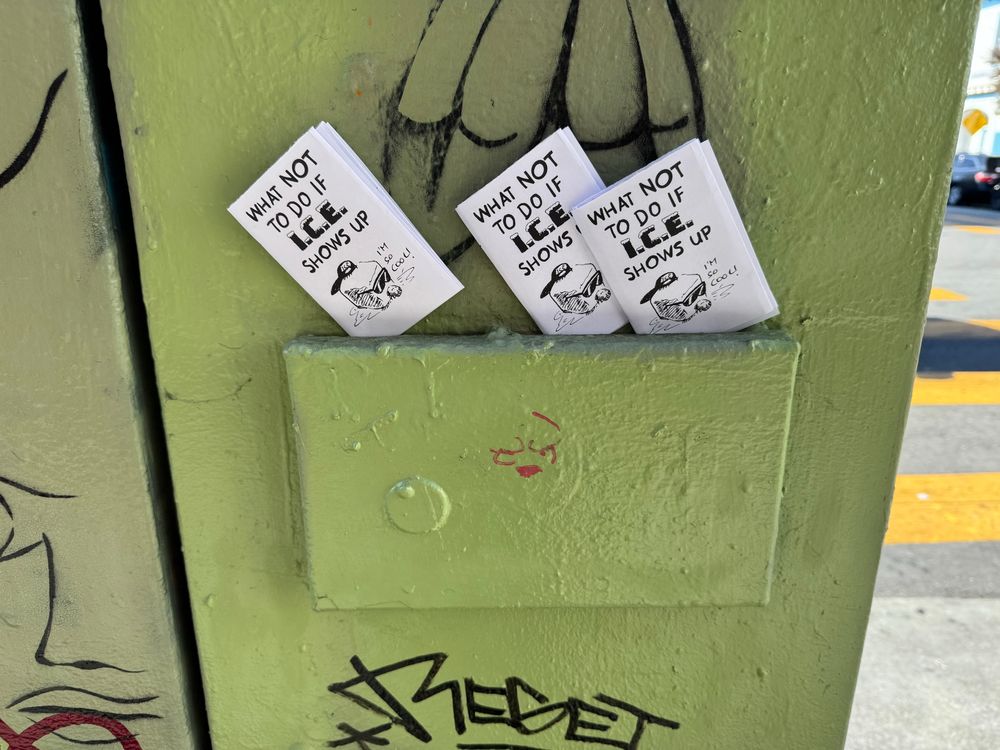 WHAT NOT
TO DO IF
I.C.E.
SHOWS UP
I'M
SO
COOL!
WHAT NOT
TO DO IF
I.C.E
SHOWS
WHAT NOT
TO DO IF
I.C.E.
SHOWS UP
I'M
SO
COOL!
RESET